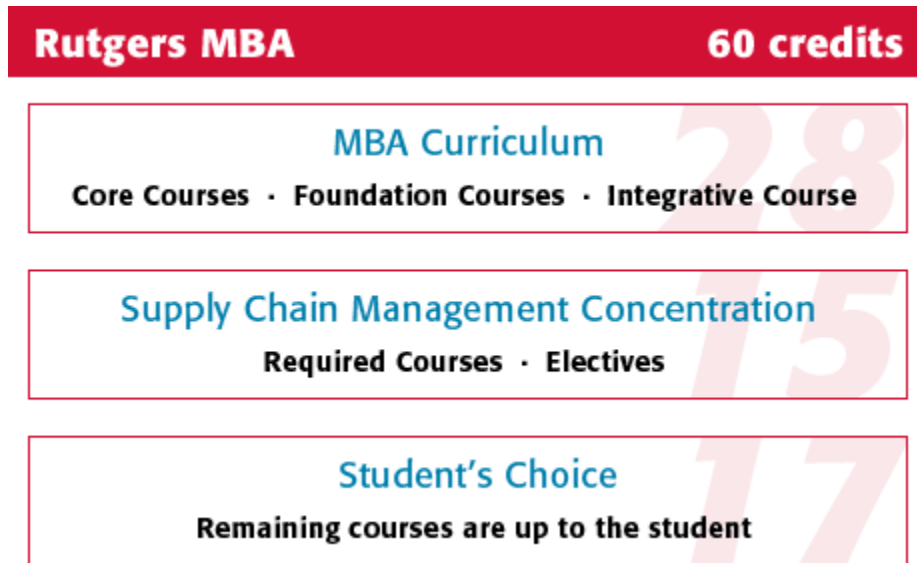 Rutgers MBA 60 credits
28
MBA Curriculum
Core Courses · Foundation Courses · Integrative Course
15
Supply Chain Management Concentration
Required Courses · Electives
17
Student's Choice
Remaining courses are up to the student